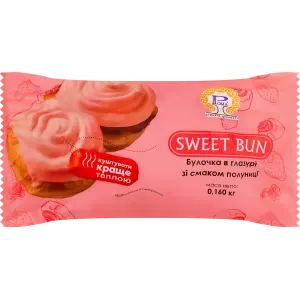 SWEET BUN
Булочка в глазурі
зі смаком полуниці
маса нетто:
0,160 кг
куштувати
краще
теплою